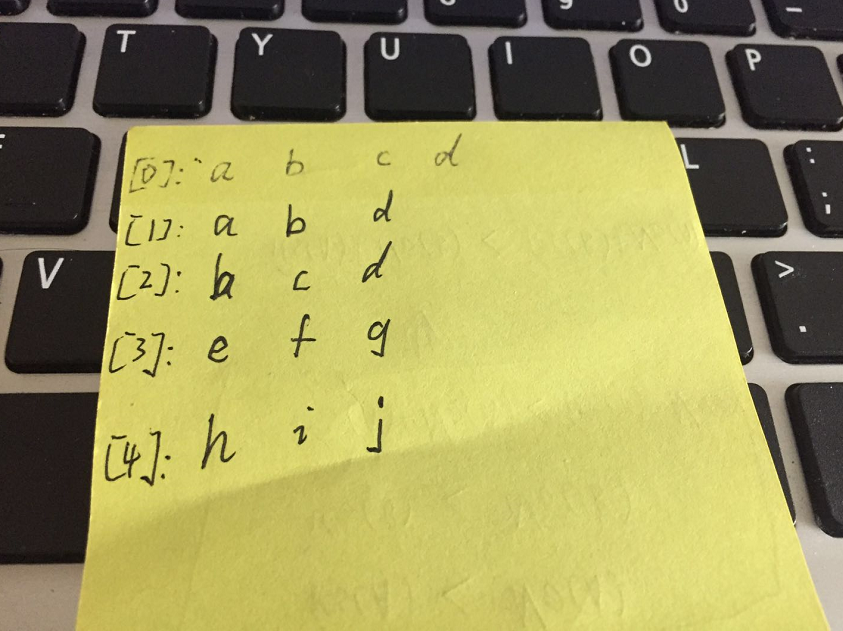 T Y U I O P
[0]: a b c d
L : ;
[1]: a b d
[2]: b c d
V > .
[3]: e f g
[4]: h i j